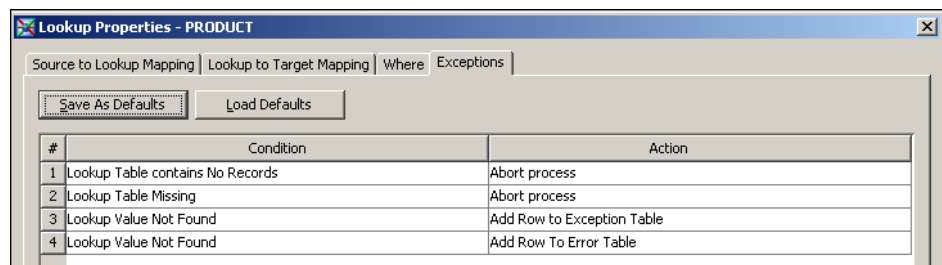 Lookup Properties - PRODUCT
Source to Lookup Mapping Lookup to Target Mapping Where Exceptions
Save As Defaults Load Defaults
# Condition Action
1 Lookup Table contains No Records Abort process
2 Lookup Table Missing Abort process
3 Lookup Value Not Found Add Row to Exception Table
4 Lookup Value Not Found Add Row To Error Table